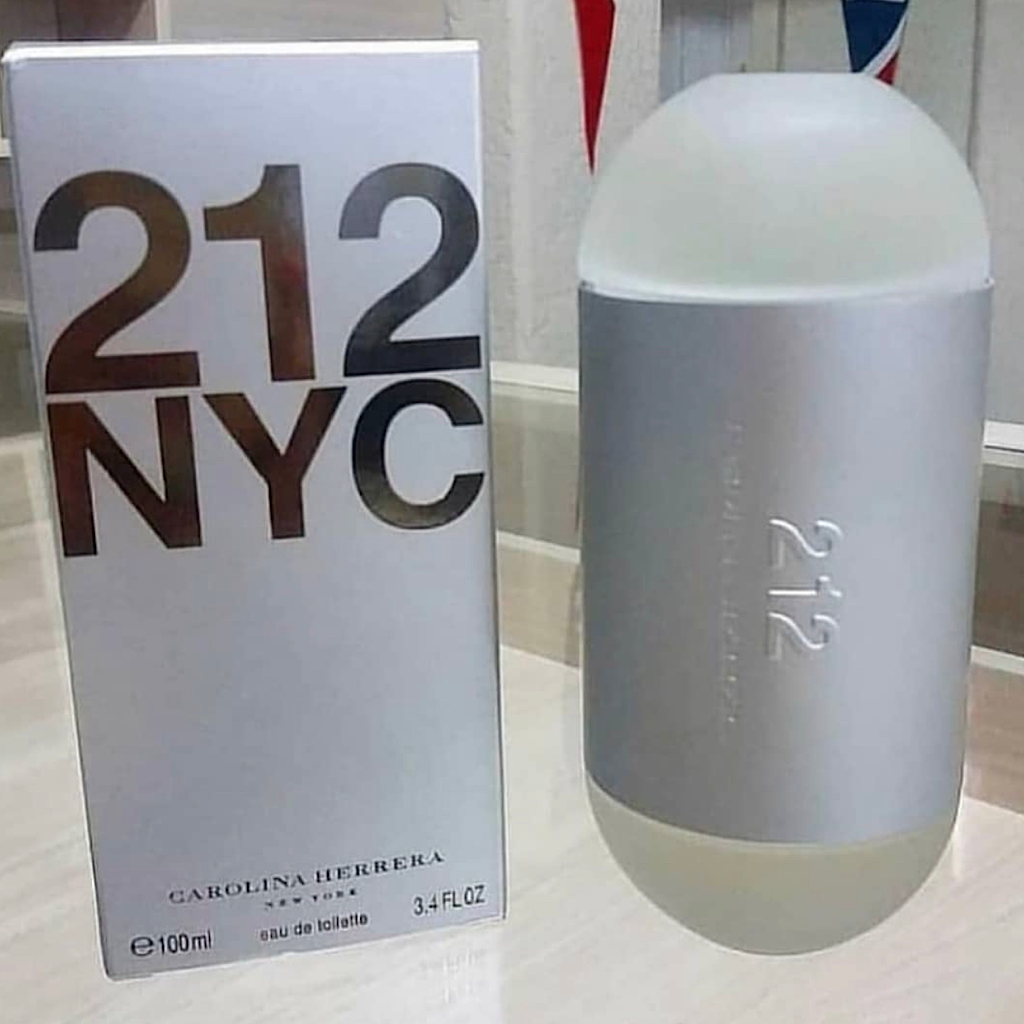 212
NYC
CAROLINA HERRERA
NEW YORK
℮100ml
eau de toilette
3.4 FL OZ
212